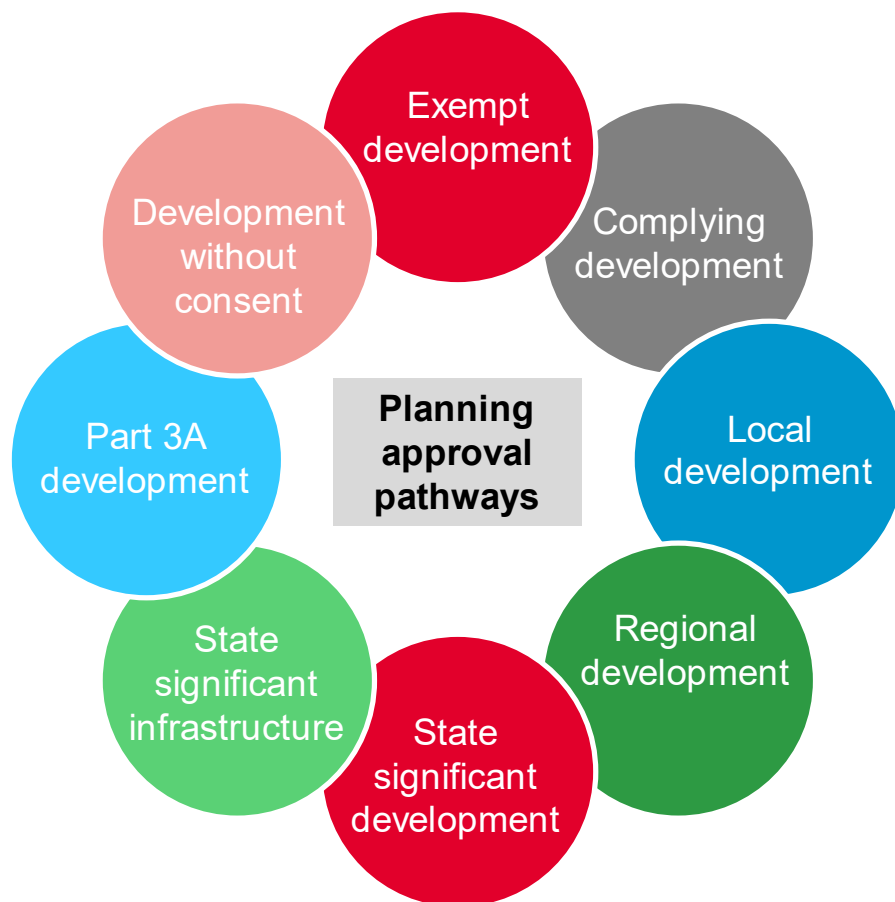 Exempt
development
Complying
development
Local
development
Regional
development
State
significant
development
State
significant
infrastructure
Part 3A
development
Development
without
consent
Planning
approval
pathways